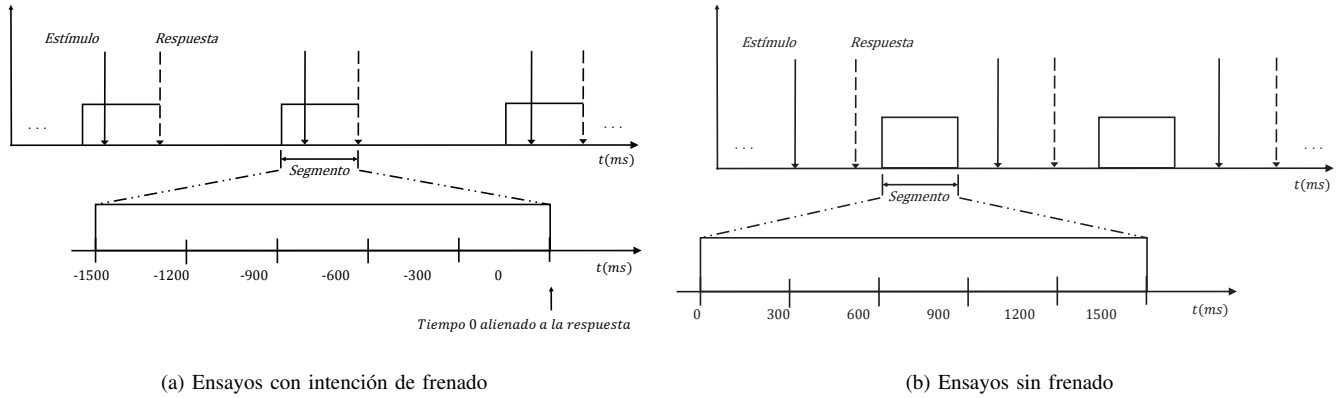 Estímulo
Respuesta
. . .
. . .
t(ms)
Segmento
-1500 -1200 -900 -600 -300 0
t(ms)
Tiempo 0 alienado a la respuesta
(a) Ensayos con intención de frenado
Estímulo
Respuesta
. . .
. . .
t(ms)
Segmento
0 300 600 900 1200 1500
t(ms)
(b) Ensayos sin frenado